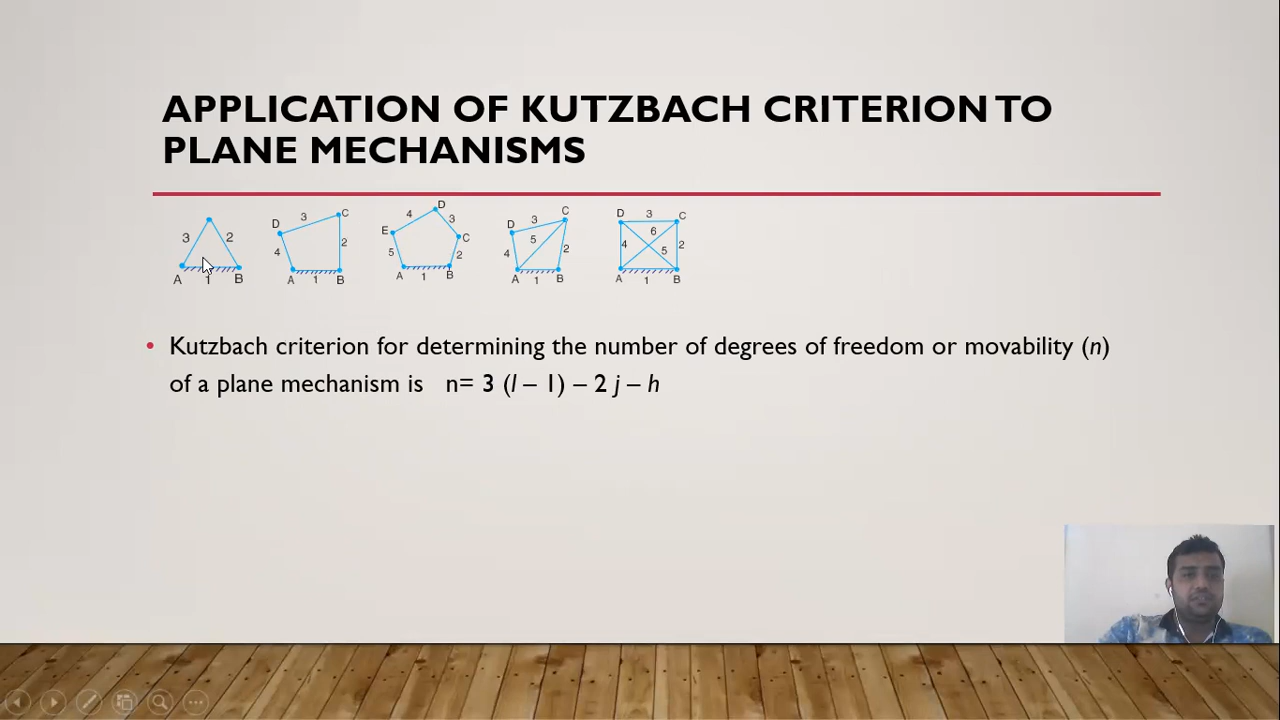 APPLICATION OF KUTZBACH CRITERION TO
PLANE MECHANISMS
3 2 A 1 B
D 3 C 4 2 A 1 B
D 4 3 E C 5 2 A 1 B
C D 3 5 4 2 A 1 B
D 3 C 6 4 5 2 A 1 B
• Kutzbach criterion for determining the number of degrees of freedom or movability (n)
of a plane mechanism is n= 3 (l – 1) – 2 j – h